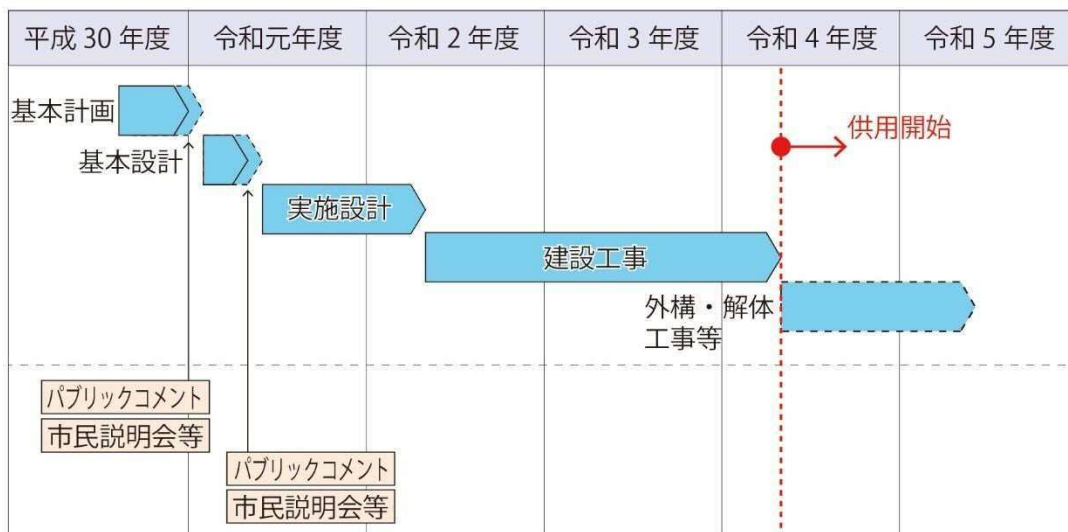 平成 30 年度
令和元年度
令和 2 年度
令和 3 年度
令和 4 年度
令和 5 年度
基本計画
供用開始
基本設計
実施設計
建設工事
外構・解体
工事等
パブリックコメント
市民説明会等
パブリックコメント
市民説明会等